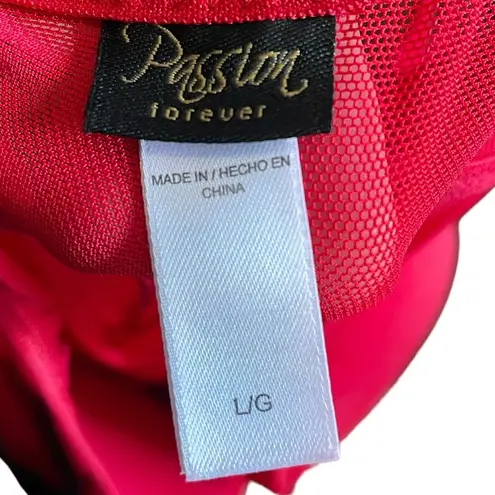 Passion
forever
MADE IN / HECHO EN
CHINA
L/G